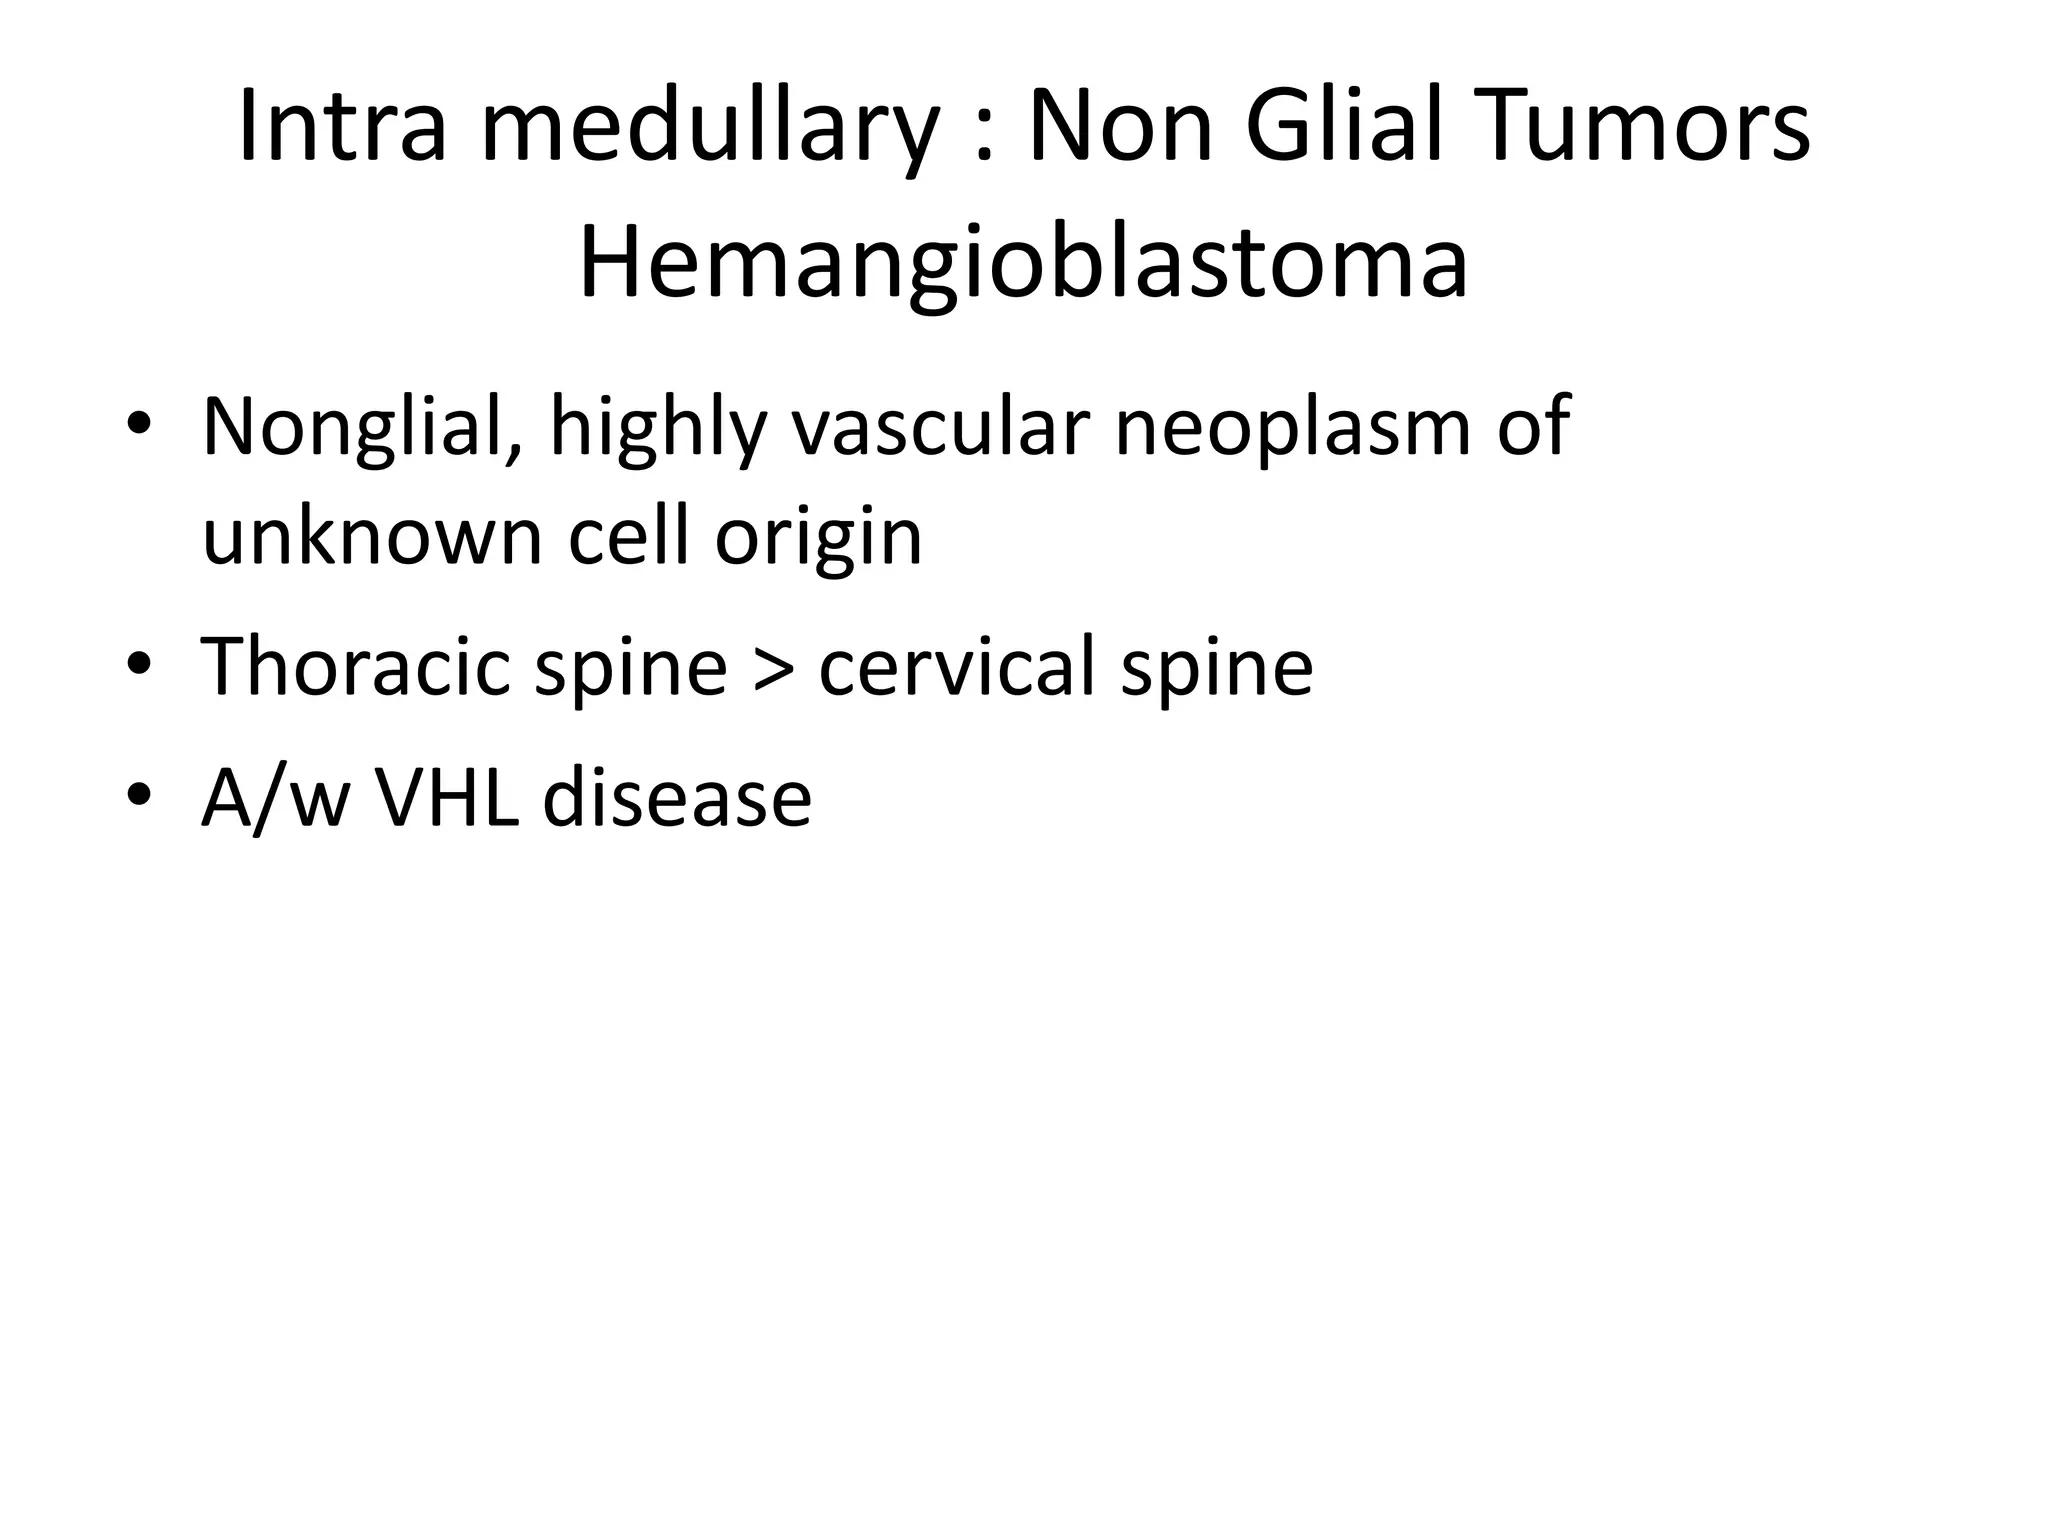 Intra medullary : Non Glial Tumors
Hemangioblastoma
• Nonglial, highly vascular neoplasm of
unknown cell origin
• Thoracic spine > cervical spine
• A/w VHL disease